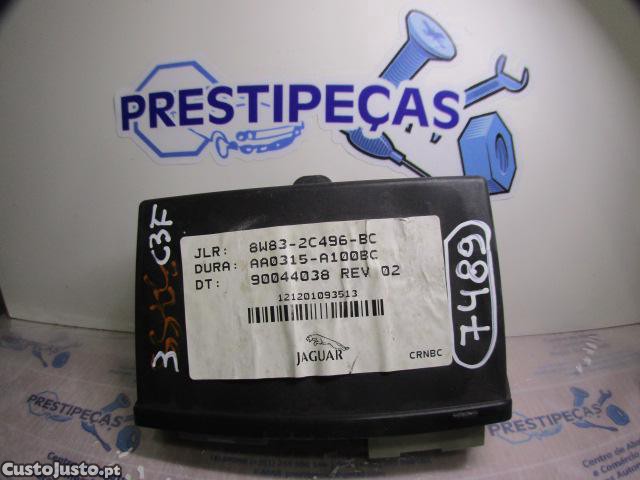 PRESTIPEÇAS
JLR: 8W83-2C496-BC
DURA: AA0315-A100BC
DT: 90044038 REV 02
121201093513
JAGUAR
CRNBC
7489
C3F
PRESTIPEÇAS
PRESTIPEÇAS
CustoJusto.pt